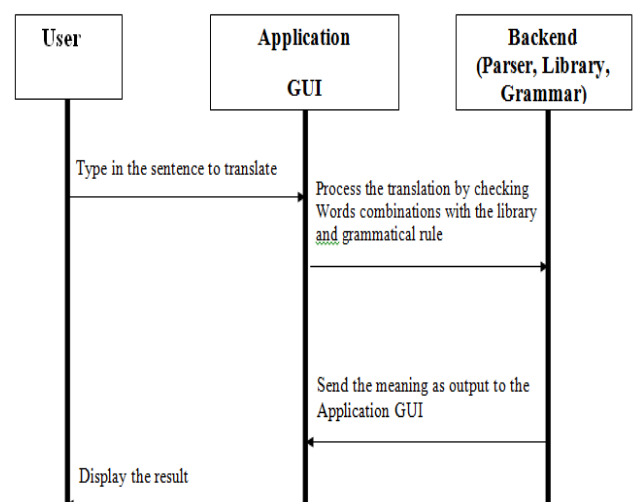 User
Application
GUI
Backend
(Parser, Library,
Grammar)
Type in the sentence to translate
Process the translation by checking
Words combinations with the library
and grammatical rule
Send the meaning as output to the
Application GUI
Display the result